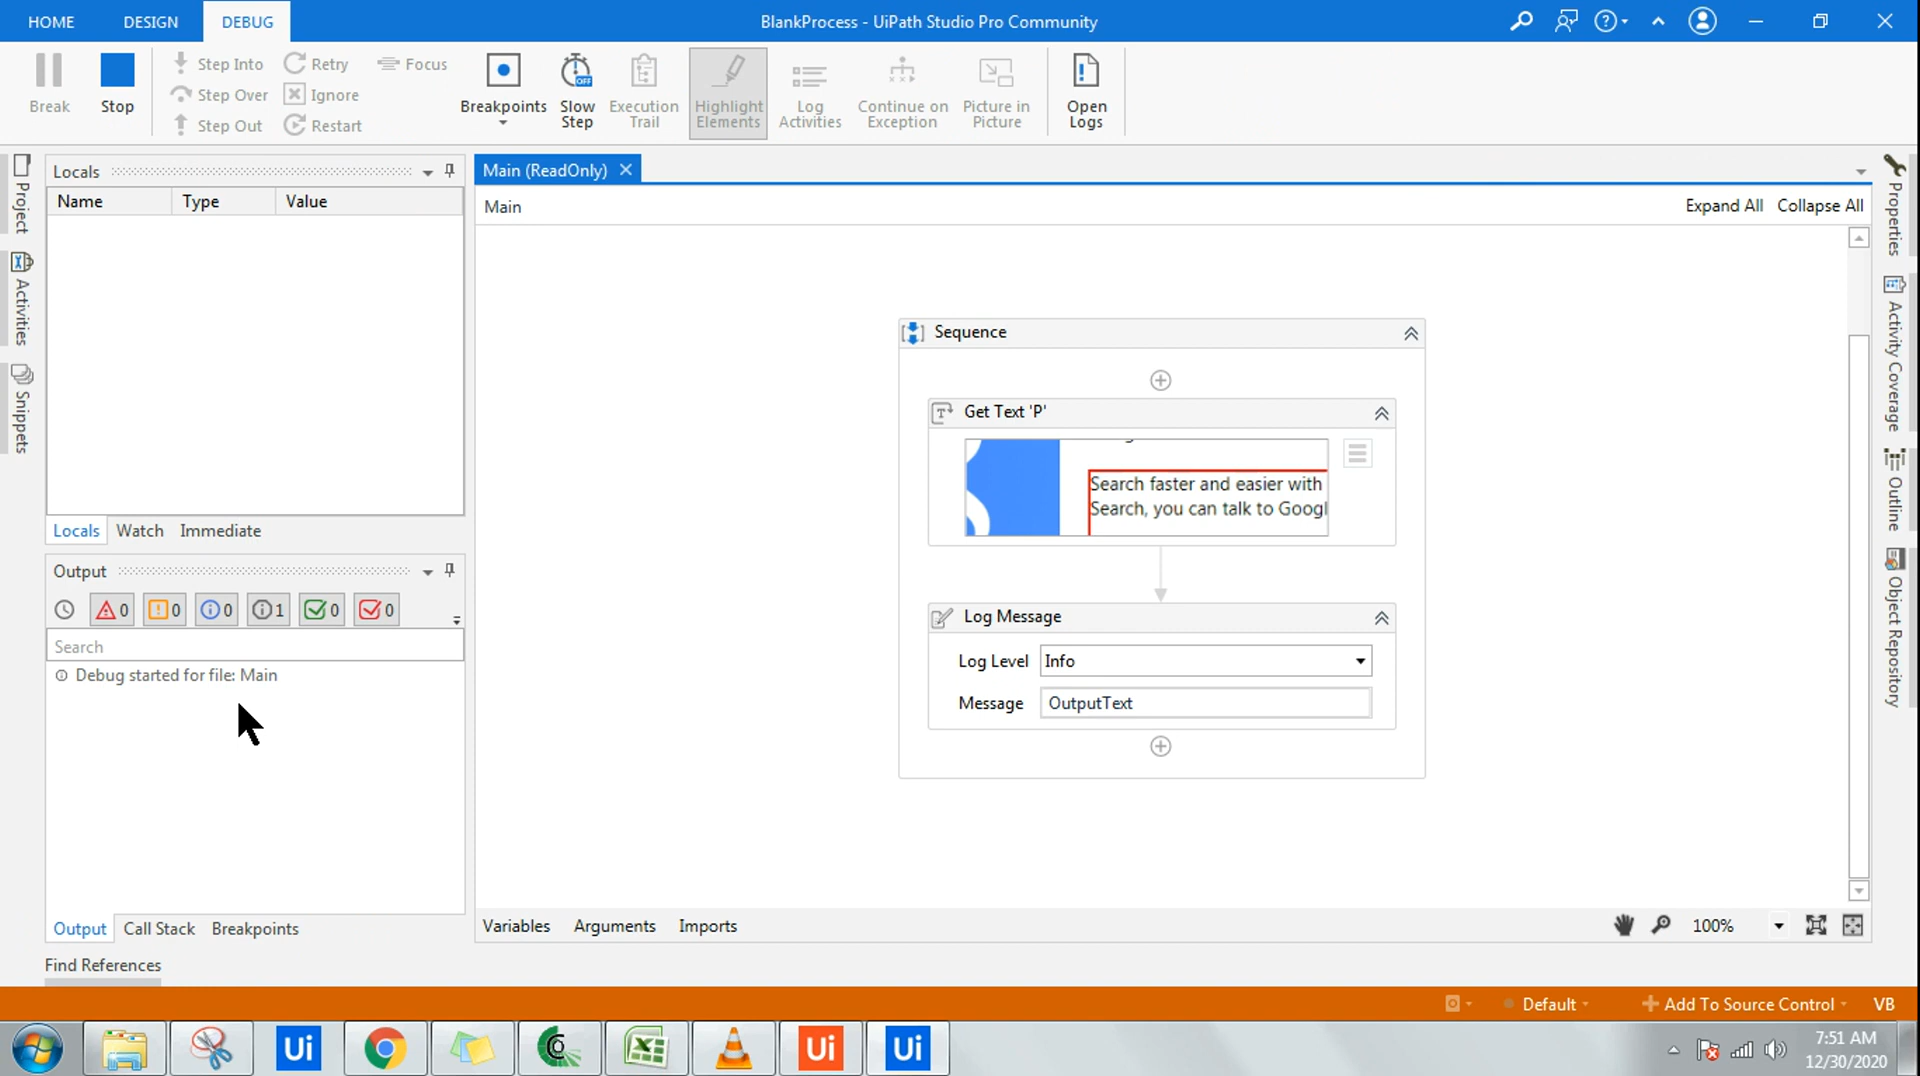 HOME DESIGN DEBUG BlankProcess - UiPath Studio Pro Community
Break
Stop
Step Into
Step Over
Step Out
Retry
Ignore
Restart
Focus
Breakpoints
Slow
Step
OFF
Execution
Trail
Highlight
Elements
Log
Activities
Continue on
Exception
Picture in
Picture
Open
Logs
Project
Activities
Snippets
Locals
Name Type Value
Locals Watch Immediate
Output
0 0 0 1 0 0
Search
Debug started for file: Main
Output Call Stack Breakpoints
Find References
Main (ReadOnly)
Main
Expand All Collapse All
Sequence
Get Text 'P'
Search faster and easier with
Search, you can talk to Googl
Log Message
Log Level Info
Message OutputText
Variables Arguments Imports
100%
Properties
Activity Coverage
Outline
Object Repository
Default
Add To Source Control
VB
Ui
Ui
Ui
7:51 AM
12/30/2020